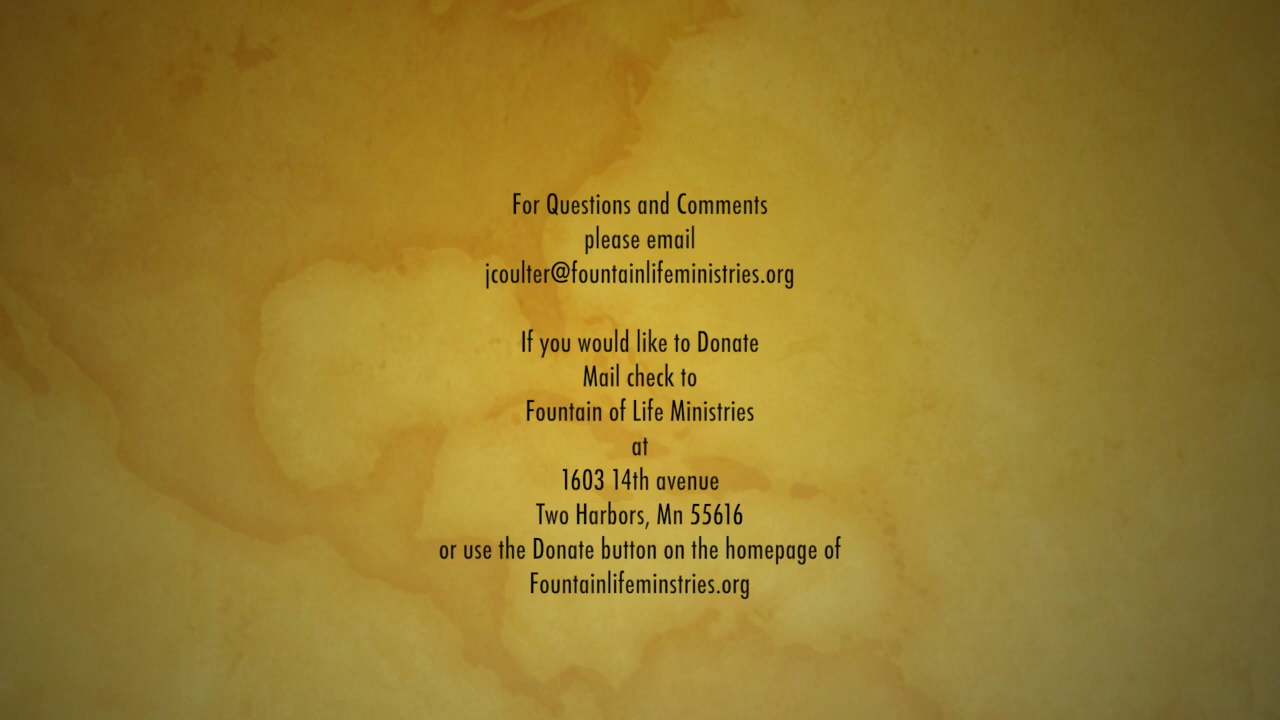 For Questions and Comments
please email
jcoulter@fountainlifeministries.org
If you would like to Donate
Mail check to
Fountain of Life Ministries
at
1603 14th avenue
Two Harbors, Mn 55616
or use the Donate button on the homepage of
Fountainlifeminstries.org